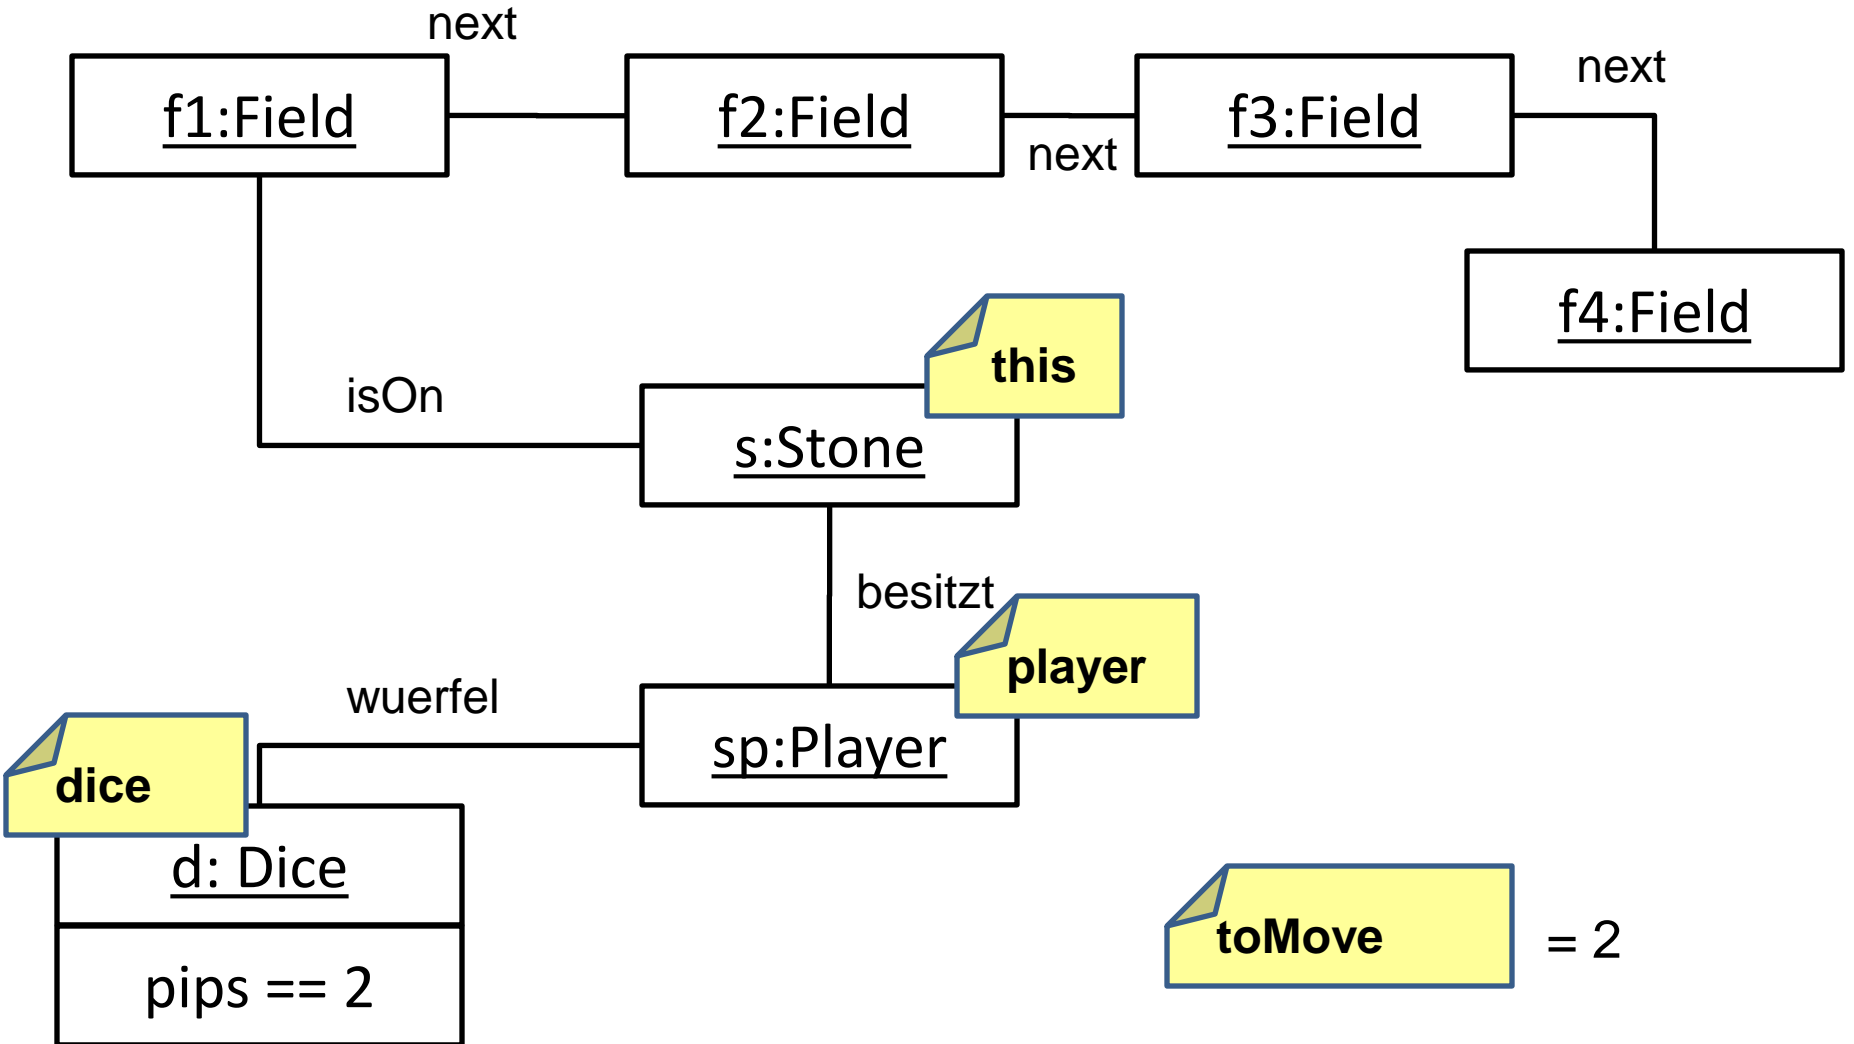 next
f1:Field
f2:Field
f3:Field
next
next
f4:Field
this
isOn
s:Stone
besitzt
player
wuerfel
sp:Player
dice
d: Dice
toMove
= 2
pips == 2